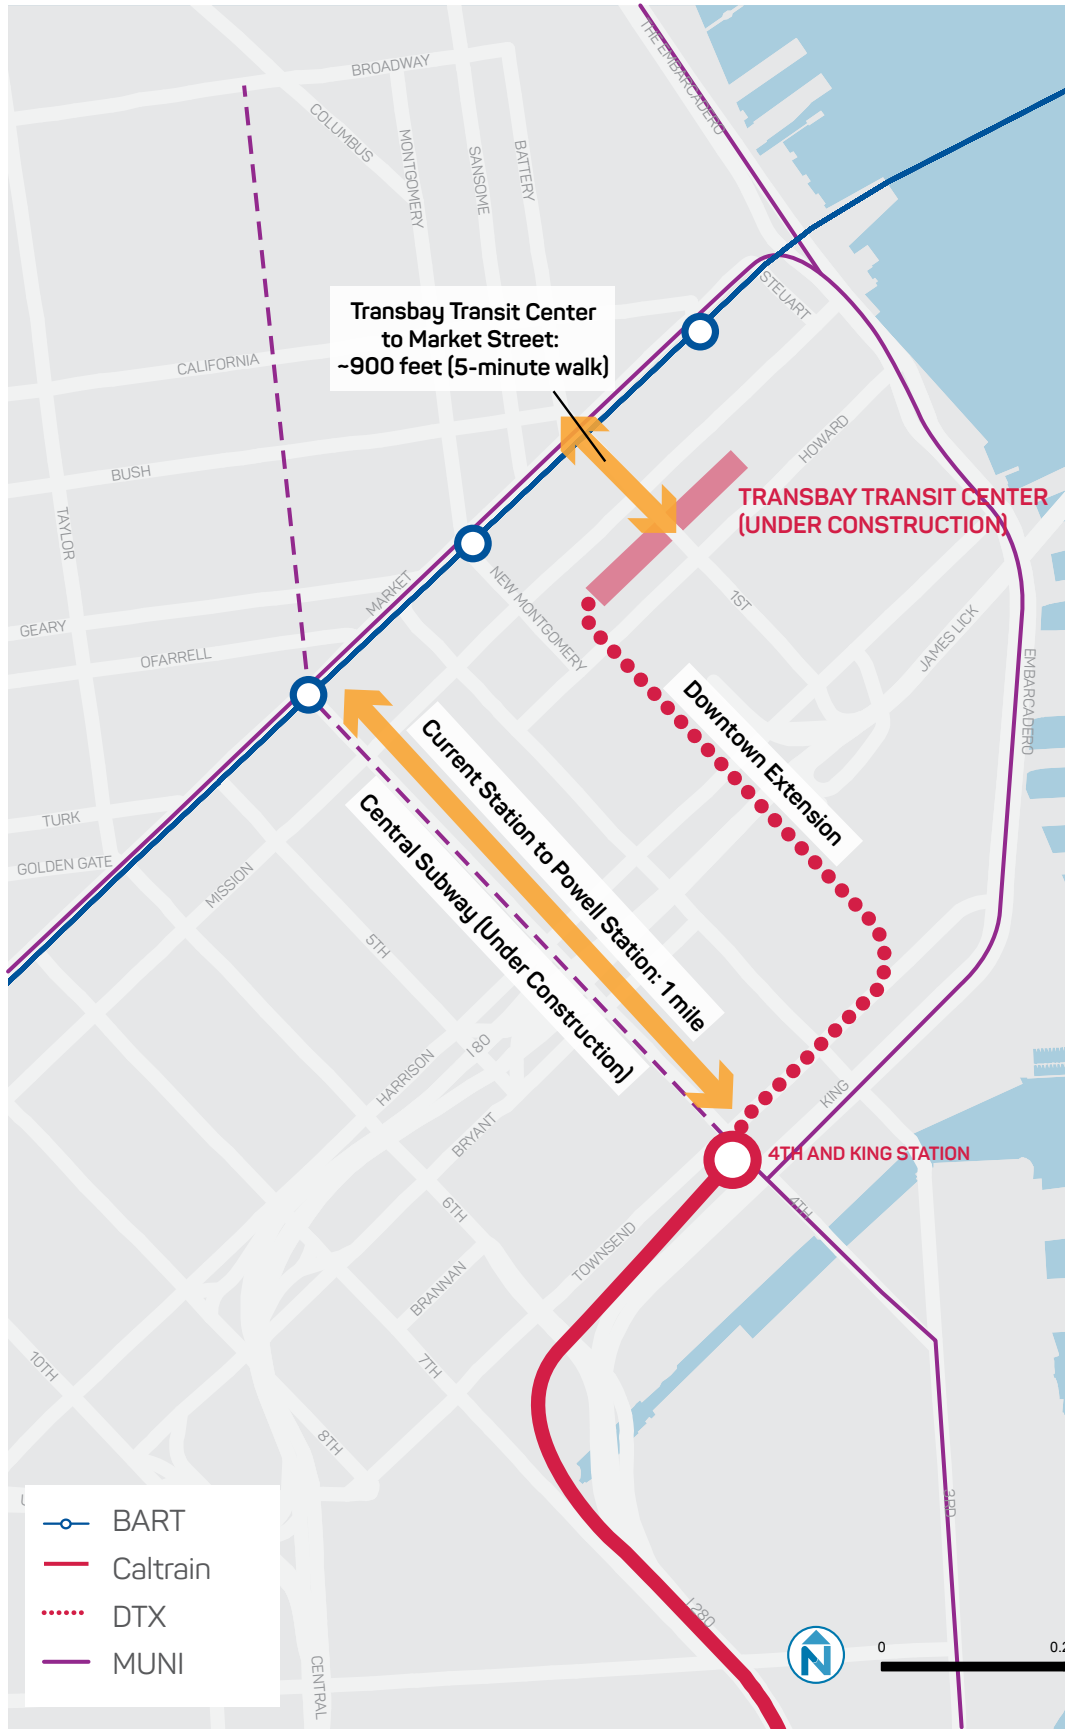 BROADWAY
THE EMBARCADERO
COLUMBUS
MONTGOMERY
SANSOME
BATTERY
STEUART
Transbay Transit Center
to Market Street:
~900 feet (5-minute walk)
CALIFORNIA
HOWARD
BUSH
TRANSBAY TRANSIT CENTER
(UNDER CONSTRUCTION)
TAYLOR
MARKET
NEW MONTGOMERY
1ST
GEARY
OFARRELL
JAMES LICK
EMBARCADERO
Downtown Extension
Current Station to Powell Station: 1 mile
Central Subway (Under Construction)
TURK
GOLDEN GATE
MISSION
5TH
I80
HARRISON
BRYANT
KING
4TH AND KING STATION
4TH
6TH
TOWNSEND
BRANNAN
7TH
10TH
8TH
3RD
BART
Caltrain
DTX
MUNI
I280
CENTRAL
N
0
0.2